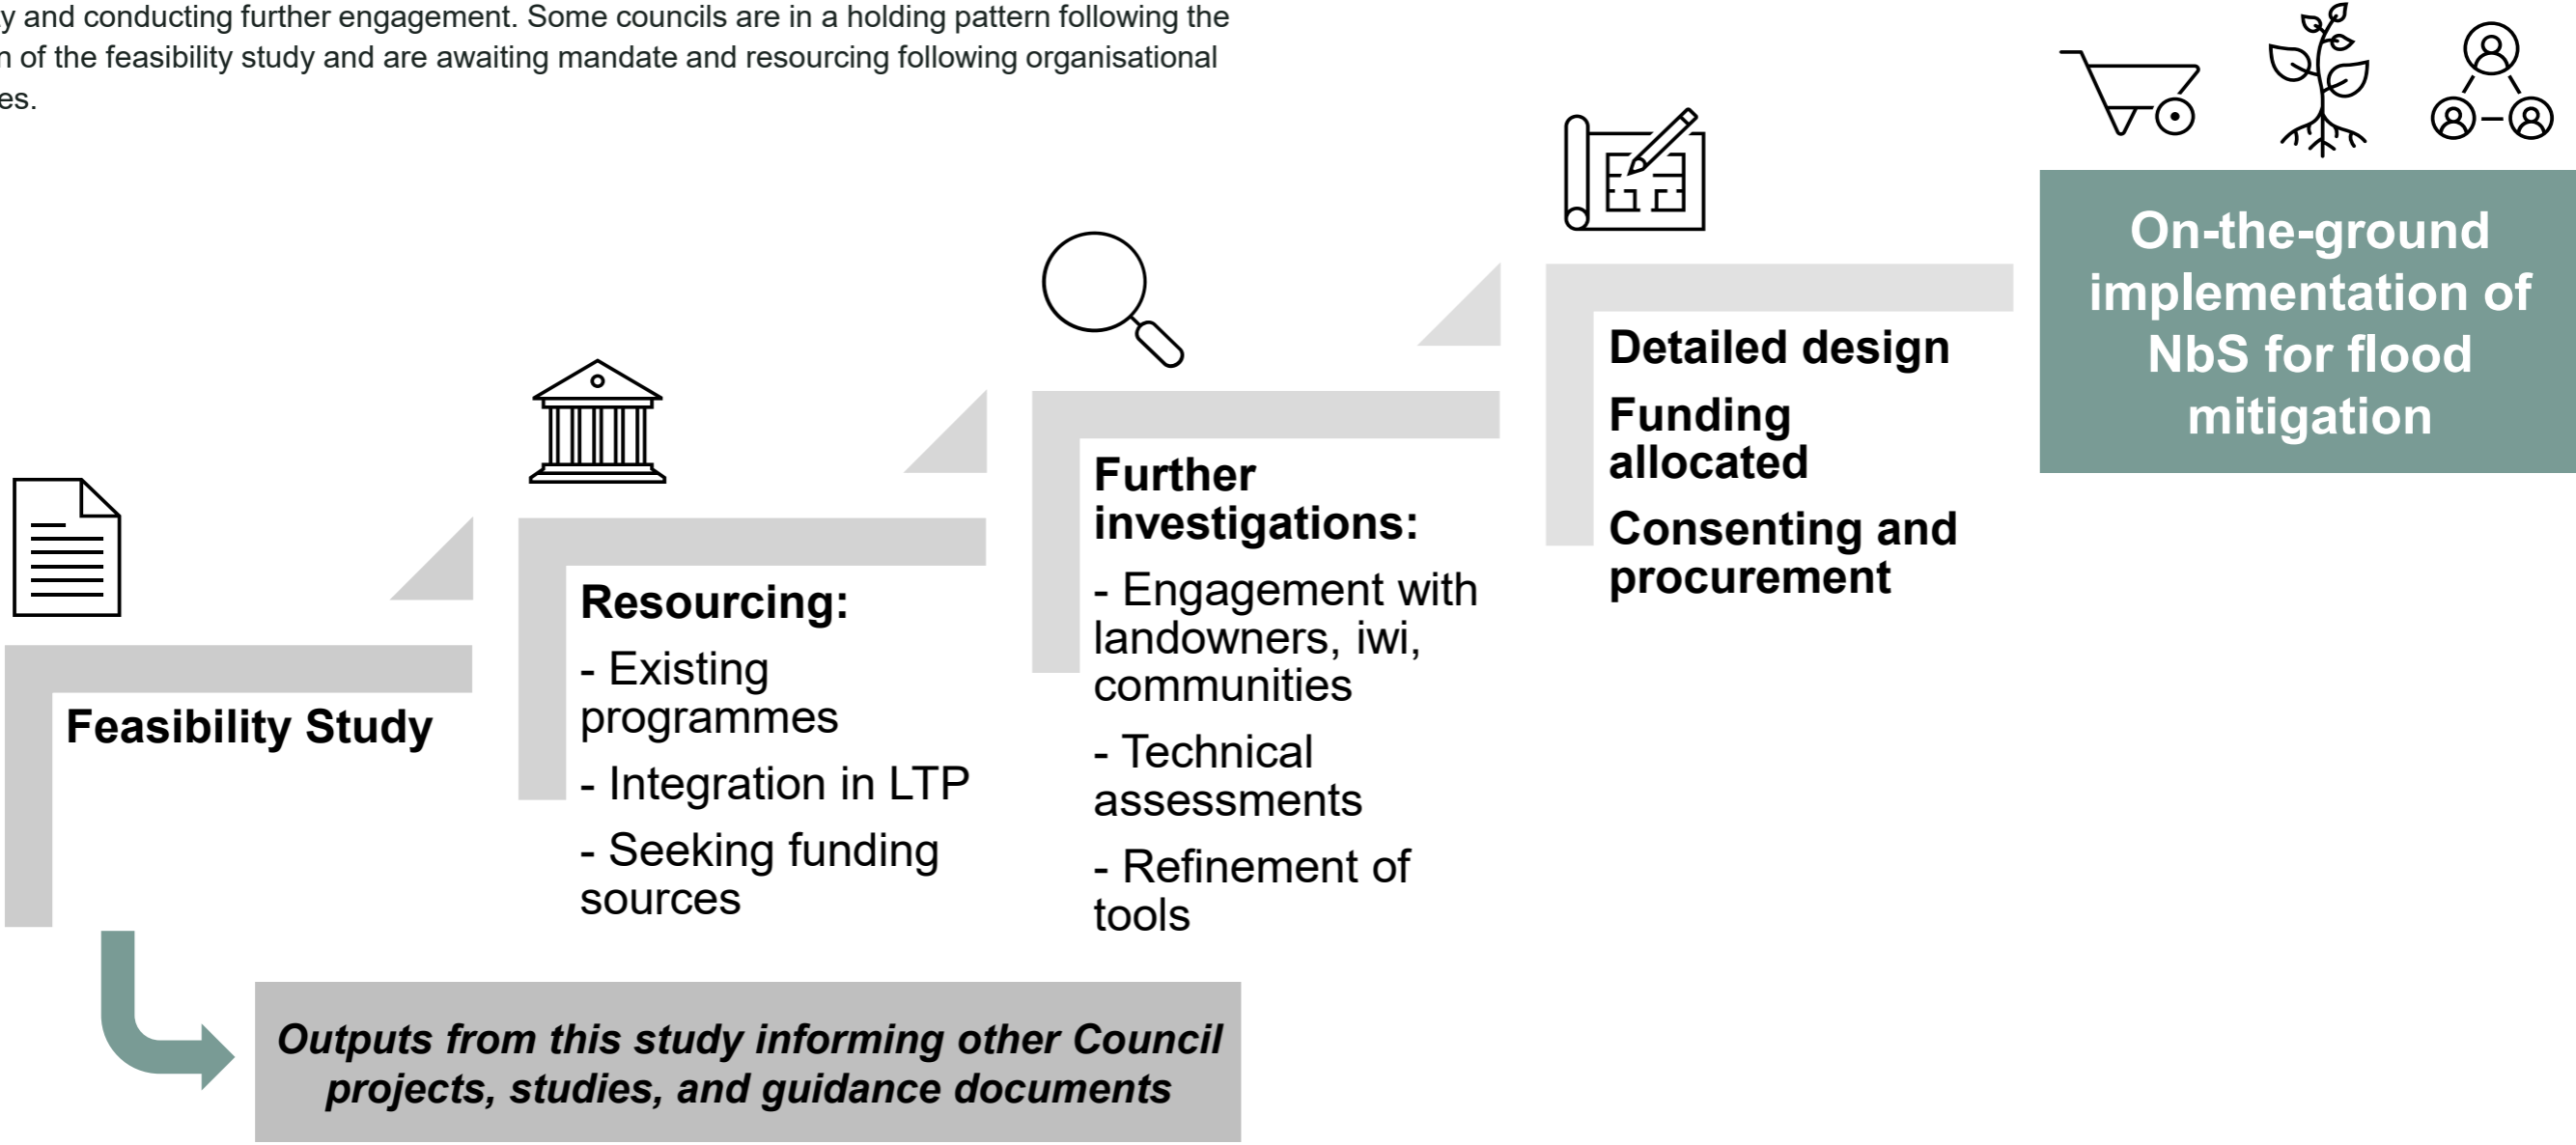 y and conducting further engagement. Some councils are in a holding pattern following the
n of the feasibility study and are awaiting mandate and resourcing following organisational
es.
Feasibility Study
Resourcing:
- Existing
programmes
- Integration in LTP
- Seeking funding
sources
Further
investigations:
- Engagement with
landowners, iwi,
communities
- Technical
assessments
- Refinement of
tools
Detailed design
Funding
allocated
Consenting and
procurement
On-the-ground
implementation of
NbS for flood
mitigation
Outputs from this study informing other Council
projects, studies, and guidance documents